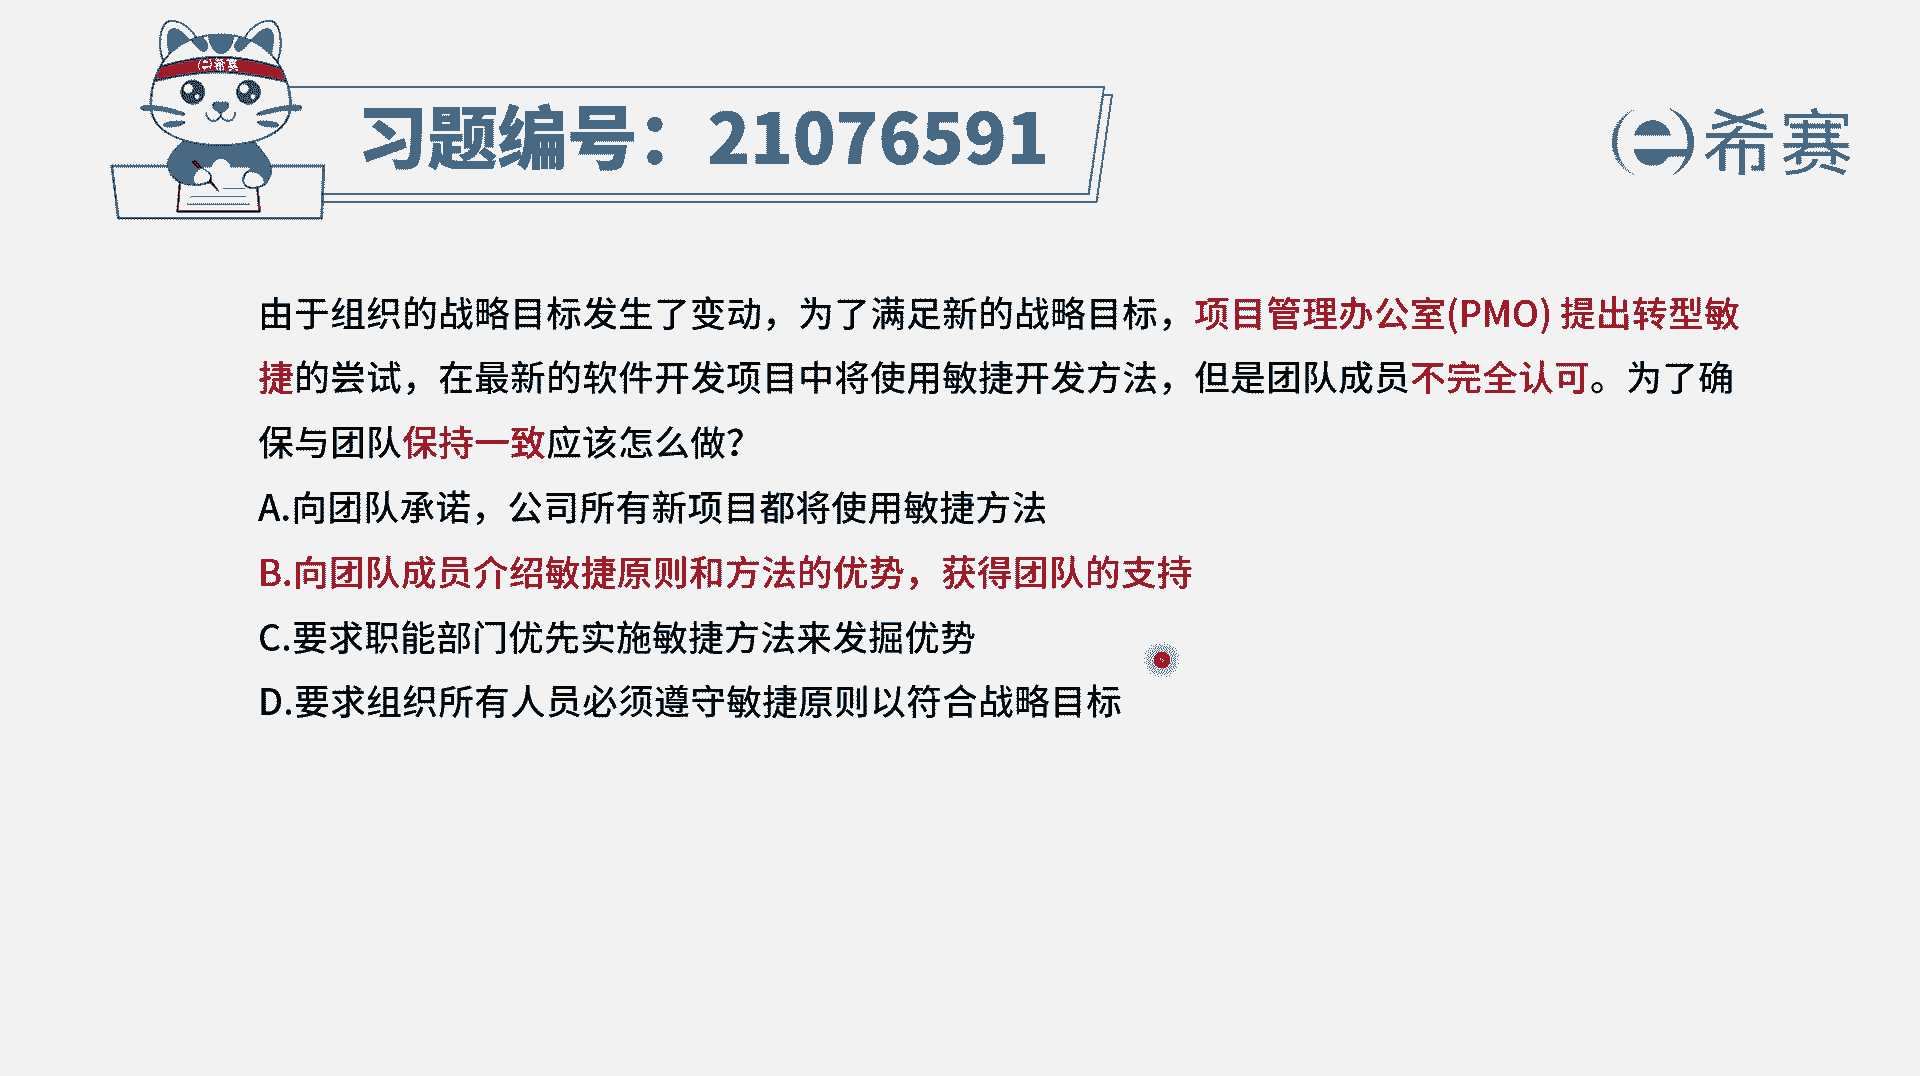 希赛
习题编号：21076591
希赛
由于组织的战略目标发生了变动，为了满足新的战略目标，项目管理办公室(PMO) 提出转型敏
捷的尝试，在最新的软件开发项目中将使用敏捷开发方法，但是团队成员不完全认可。为了确
保与团队保持一致应该怎么做？
A.向团队承诺，公司所有新项目都将使用敏捷方法
B.向团队成员介绍敏捷原则和方法的优势，获得团队的支持
C.要求职能部门优先实施敏捷方法来发掘优势
D.要求组织所有人员必须遵守敏捷原则以符合战略目标